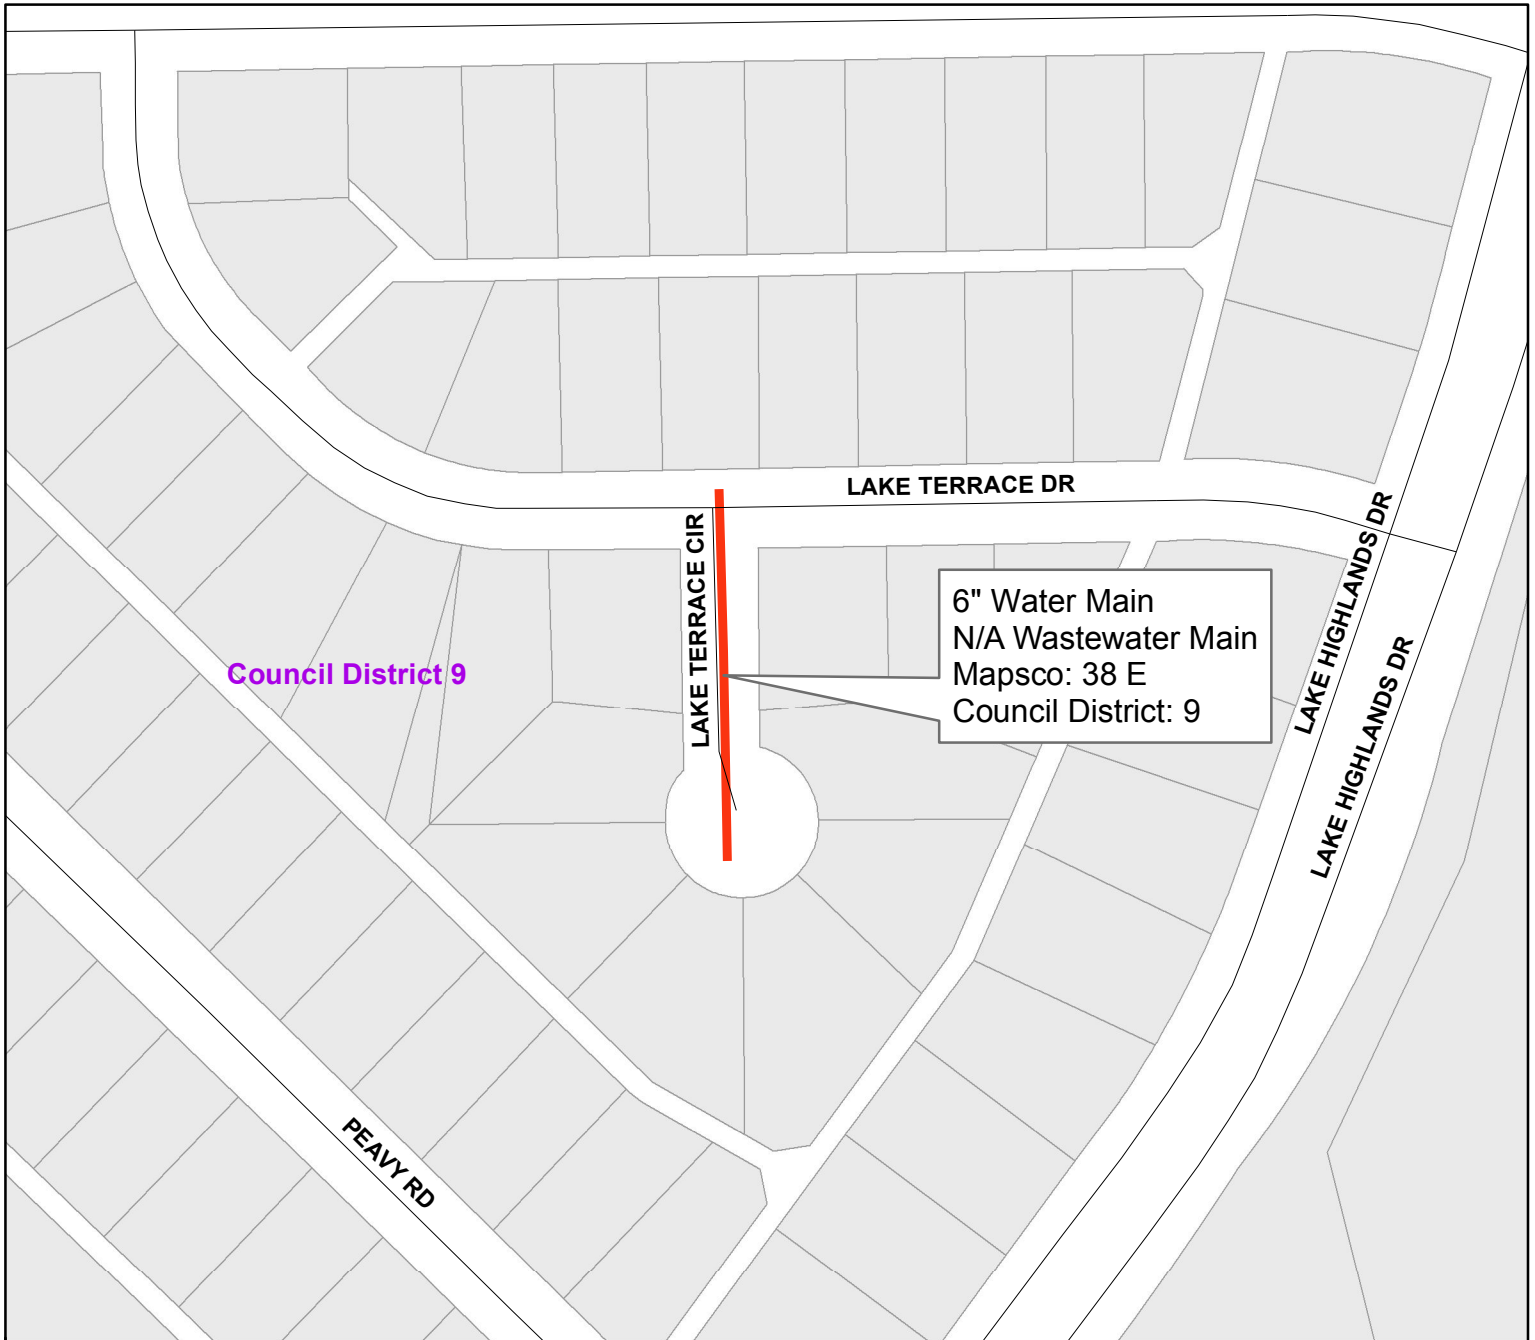 LAKE TERRACE DR
LAKE TERRACE CIR
LAKE HIGHLANDS DR
6" Water Main
N/A Wastewater Main
Mapsco: 38 E
Council District: 9
Council District 9
LAKE HIGHLANDS DR
PEAVY RD